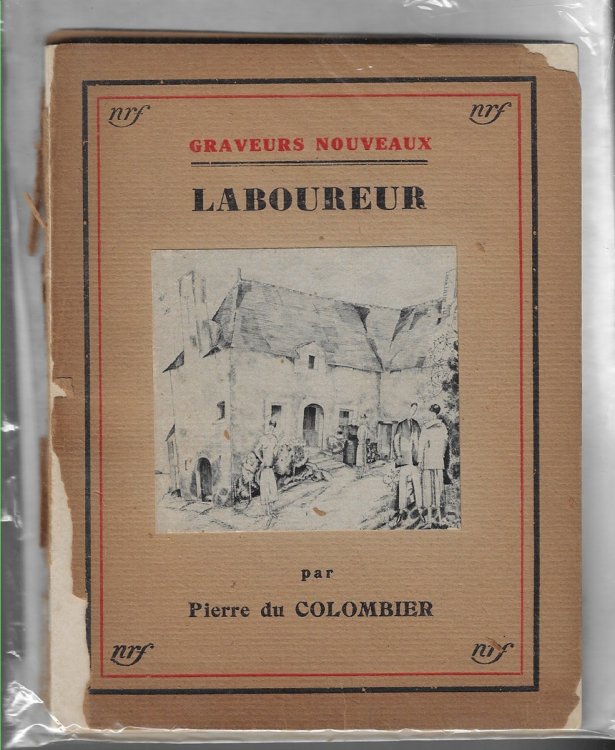 nrf nrf
GRAVEURS NOUVEAUX
LABOUREUR
par
Pierre du COLOMBIER
nrf nrf